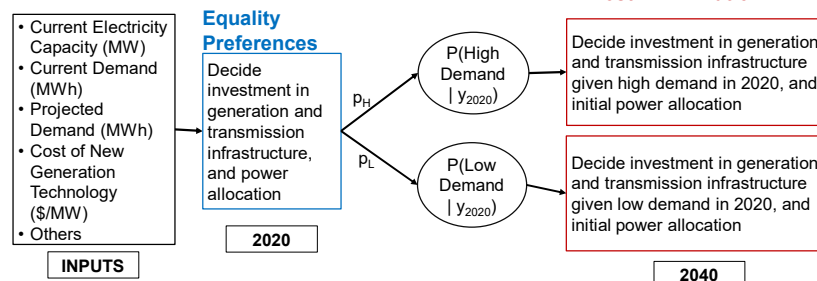 • Current Electricity
Capacity (MW)
• Current Demand
(MWh)
• Projected
Demand (MWh)
• Cost of New
Generation
Technology
($/MW)
• Others
INPUTS
Equality
Preferences
Decide
investment in
generation and
transmission
infrastructure,
and power
allocation
2020
pH
pL
P(High
Demand
| y2020)
P(Low
Demand
| y2020)
Decide investment in generation
and transmission infrastructure
given high demand in 2020, and
initial power allocation
Decide investment in generation
and transmission infrastructure
given low demand in 2020, and
initial power allocation
2040